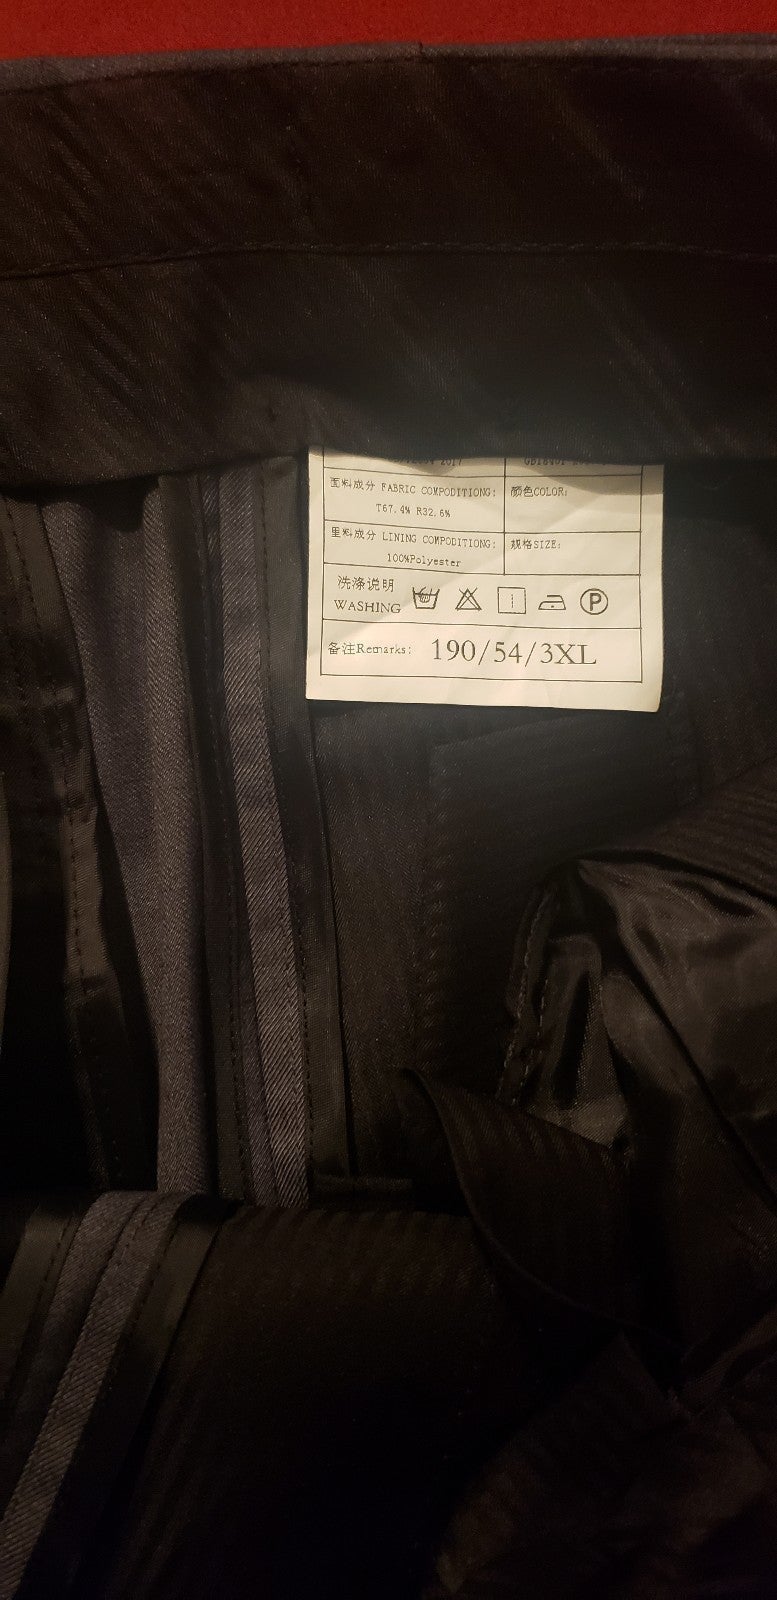 面料成分 FABRIC COMPODITIONG:
T67.4% R32.6%
颜色COLOR:
里料成分 LINING COMPODITIONG:
100%Polyester
规格SIZE:
洗涤说明
WASHING
P
备注Remarks: 190/54/3XL